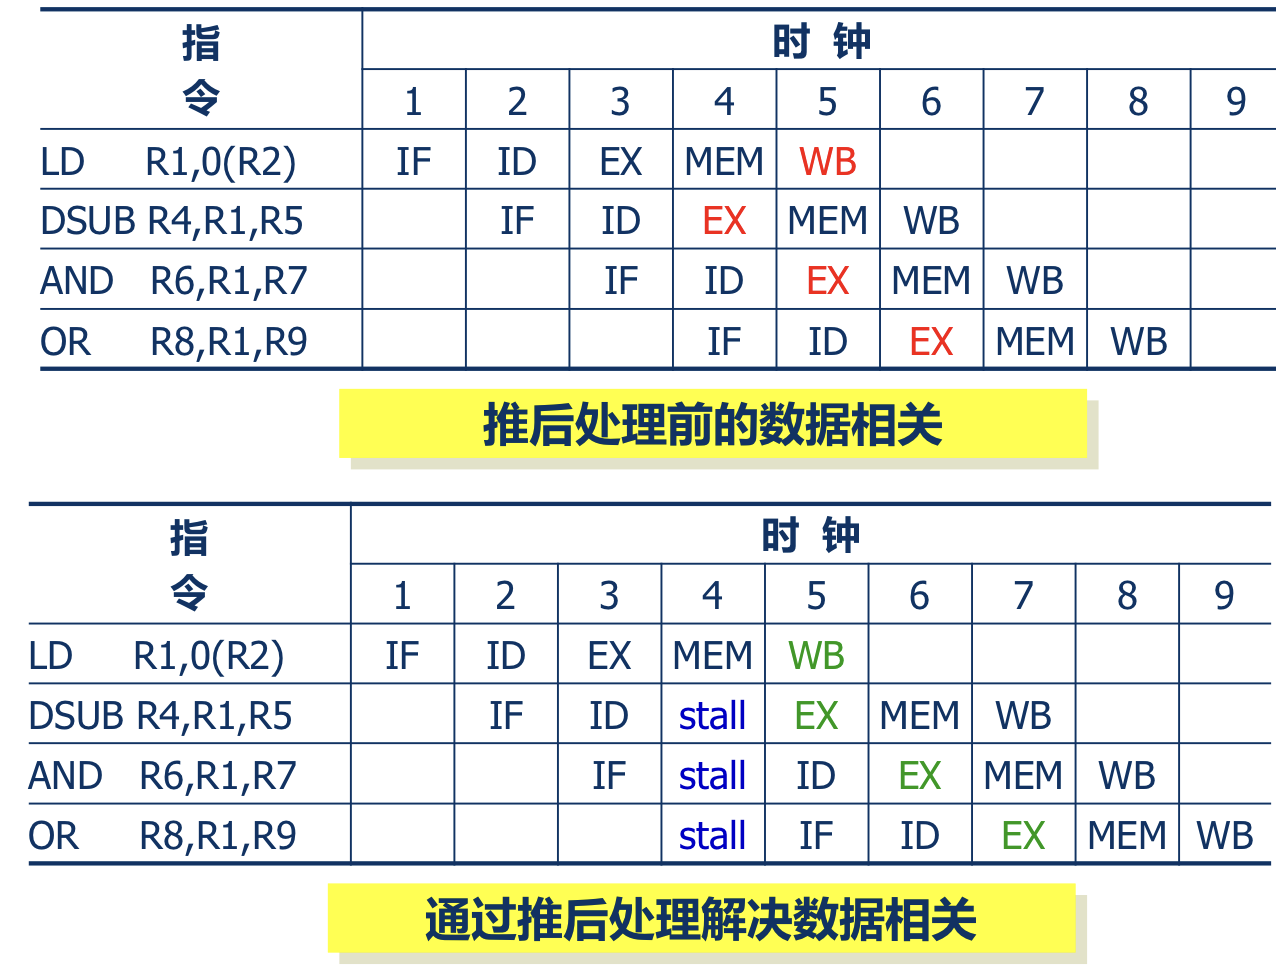 指 时 钟
令 1 2 3 4 5 6 7 8 9
LD R1,0(R2) IF ID EX MEM WB
DSUB R4,R1,R5 IF ID EX MEM WB
AND R6,R1,R7 IF ID EX MEM WB
OR R8,R1,R9 IF ID EX MEM WB
推后处理前的数据相关
指 时 钟
令 1 2 3 4 5 6 7 8 9
LD R1,0(R2) IF ID EX MEM WB
DSUB R4,R1,R5 IF ID stall EX MEM WB
AND R6,R1,R7 IF stall ID EX MEM WB
OR R8,R1,R9 stall IF ID EX MEM WB
通过推后处理解决数据相关